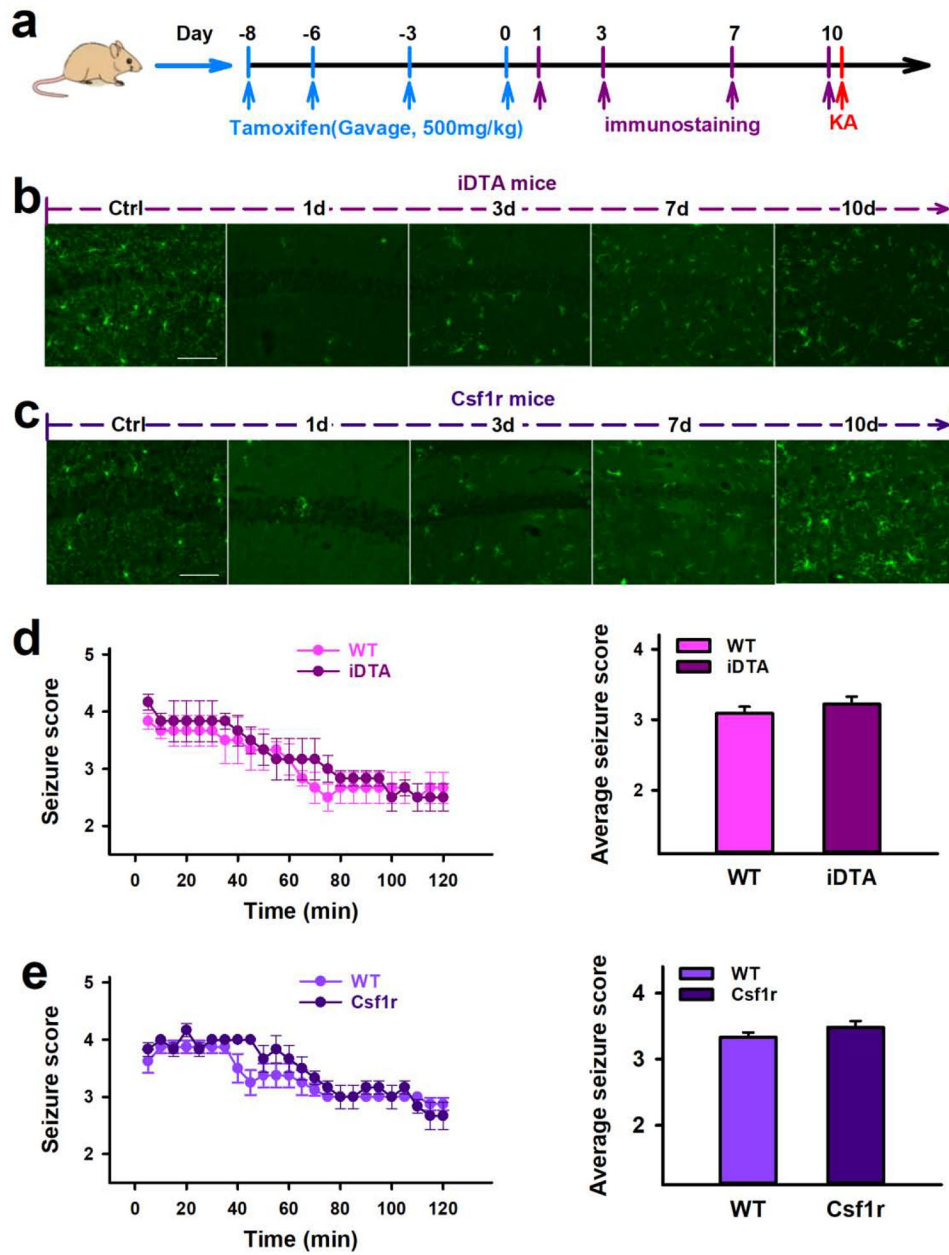 a
Day -8 -6 -3 0 1 3 7 10
Tamoxifen(Gavage, 500mg/kg) immunostaining KA
b
iDTA mice
Ctrl 1d 3d 7d 10d
c
Csf1r mice
Ctrl 1d 3d 7d 10d
d
Seizure score
5
4
3
2
WT
iDTA
0 20 40 60 80 100 120
Time (min)
Average seizure score
4
3
2
WT
iDTA
WT iDTA
e
Seizure score
5
4
3
2
WT
Csf1r
0 20 40 60 80 100 120
Time (min)
Average seizure score
4
3
2
WT
Csf1r
WT Csf1r